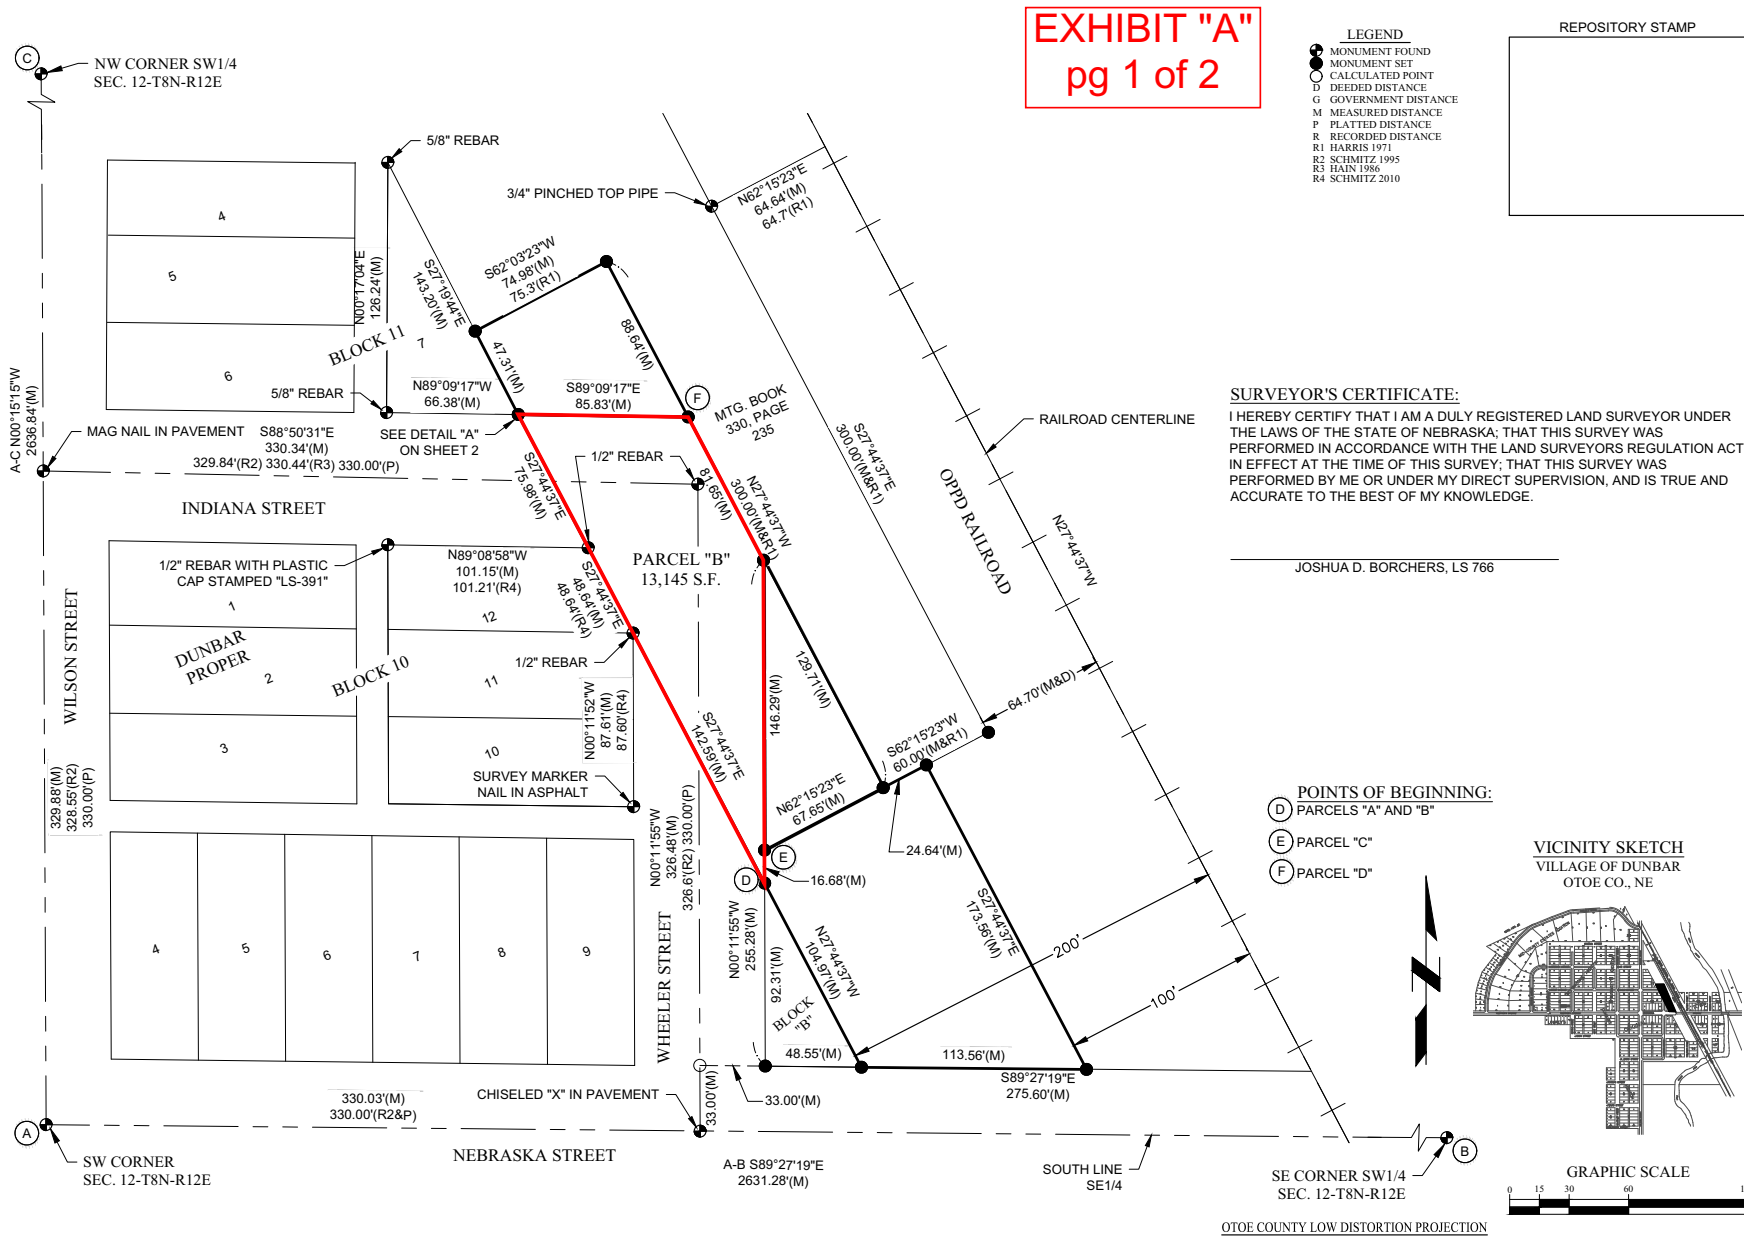 EXHIBIT "A"
pg 1 of 2
LEGEND
MONUMENT FOUND
MONUMENT SET
CALCULATED POINT
D DEEDED DISTANCE
G GOVERNMENT DISTANCE
M MEASURED DISTANCE
P PLATTED DISTANCE
R RECORDED DISTANCE
R1 HARRIS 1971
R2 SCHMITZ 1995
R3 HAIN 1986
R4 SCHMITZ 2010
REPOSITORY STAMP
C
NW CORNER SW1/4
SEC. 12-T8N-R12E
5/8" REBAR
3/4" PINCHED TOP PIPE
N62°15'23"E
64.64'(M)
64.7'(R1)
4
5
6
N00°17'04"E
126.24'(M)
S27°19'44"E
143.20'(M)
S62°03'23"W
74.98'(M)
75.3'(R1)
BLOCK 11
7
47.31'(M)
88.64'(M)
5/8" REBAR
N89°09'17"W
66.38'(M)
S89°09'17"E
85.83'(M)
F
MTG. BOOK
330, PAGE
235
S27°44'37"E
300.00'(M&R1)
RAILROAD CENTERLINE
A-C N00°15'15"W
2636.84'(M)
MAG NAIL IN PAVEMENT
S88°50'31"E
330.34'(M)
329.84'(R2) 330.44'(R3) 330.00'(P)
SEE DETAIL "A"
ON SHEET 2
1/2" REBAR
S27°44'37"E
75.98'(M)
81.65'(M)
N27°44'37"W
300.00'(M&R1)
OPPD RAILROAD
N27°44'37"W
INDIANA STREET
SURVEYOR'S CERTIFICATE:
I HEREBY CERTIFY THAT I AM A DULY REGISTERED LAND SURVEYOR UNDER
THE LAWS OF THE STATE OF NEBRASKA; THAT THIS SURVEY WAS
PERFORMED IN ACCORDANCE WITH THE LAND SURVEYORS REGULATION ACT
IN EFFECT AT THE TIME OF THIS SURVEY; THAT THIS SURVEY WAS
PERFORMED BY ME OR UNDER MY DIRECT SUPERVISION, AND IS TRUE AND
ACCURATE TO THE BEST OF MY KNOWLEDGE.
JOSHUA D. BORCHERS, LS 766
1/2" REBAR WITH PLASTIC
CAP STAMPED "LS-391"
N89°08'58"W
101.15'(M)
101.21'(R4)
PARCEL "B"
13,145 S.F.
S27°44'37"E
48.64'(M)
48.64'(R4)
1
12
WILSON STREET
DUNBAR
PROPER
2
BLOCK 10
11
1/2" REBAR
3
10
N00°11'52"W
87.61'(M)
87.60'(R4)
S27°44'37"E
142.59'(M)
146.29'(M)
129.71'(M)
64.70'(M&D)
S62°15'23"W
60.00'(M&R1)
329.88'(M)
328.55'(R2)
330.00'(P)
SURVEY MARKER
NAIL IN ASPHALT
N62°15'23"E
67.65'(M)
24.64'(M)
E
D
16.68'(M)
N00°11'55"W
326.48'(M)
326.6'(R2) 330.00'(P)
WHEELER STREET
N00°11'55"W
255.28'(M)
92.31'(M)
N27°44'37"W
104.97'(M)
BLOCK
"B"
S27°44'37"E
173.56'(M)
200'
100'
4
5
6
7
8
9
48.55'(M)
113.56'(M)
S89°27'19"E
275.60'(M)
33.00'(M)
33.00'(M)
CHISELED "X" IN PAVEMENT
330.03'(M)
330.00'(R2&P)
A
SW CORNER
SEC. 12-T8N-R12E
NEBRASKA STREET
A-B S89°27'19"E
2631.28'(M)
SOUTH LINE
SE1/4
B
SE CORNER SW1/4
SEC. 12-T8N-R12E
POINTS OF BEGINNING:
D PARCELS "A" AND "B"
E PARCEL "C"
F PARCEL "D"
VICINITY SKETCH
VILLAGE OF DUNBAR
OTOE CO., NE
GRAPHIC SCALE
0 15 30 60
OTOE COUNTY LOW DISTORTION PROJECTION